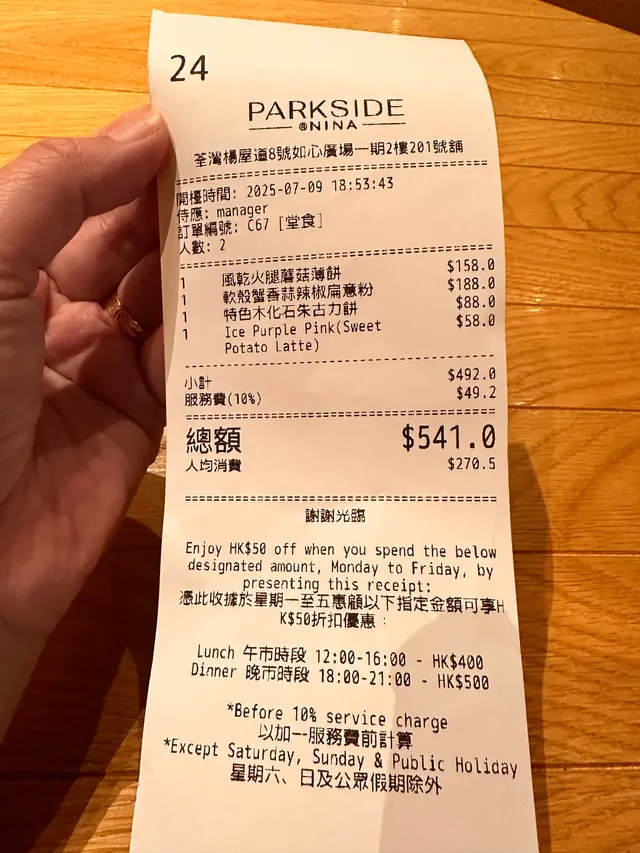 24
PARKSIDE
@NINA
荃灣楊屋道8號如心廣場一期2樓201號舖
開檯時間: 2025-07-09 18:53:43
侍應: manager
訂單編號: C67 [堂食]
人數: 2
1 風乾火腿蘑菇薄餅 $158.0
1 軟殼蟹香蒜辣椒扁意粉 $188.0
1 特色木化石朱古力餅 $88.0
1 Ice Purple Pink(Sweet $58.0
Potato Latte)
小計 $492.0
服務費(10%) $49.2
總額 $541.0
人均消費 $270.5
謝謝光臨
Enjoy HK$50 off when you spend the below
designated amount, Monday to Friday, by
presenting this receipt:
憑此收據於星期一至五惠顧以下指定金額可享H
K$50折扣優惠：
Lunch 午市時段 12:00-16:00 - HK$400
Dinner 晚市時段 18:00-21:00 - HK$500
*Before 10% service charge
以加一服務費前計算
*Except Saturday, Sunday & Public Holiday
星期六、日及公眾假期除外